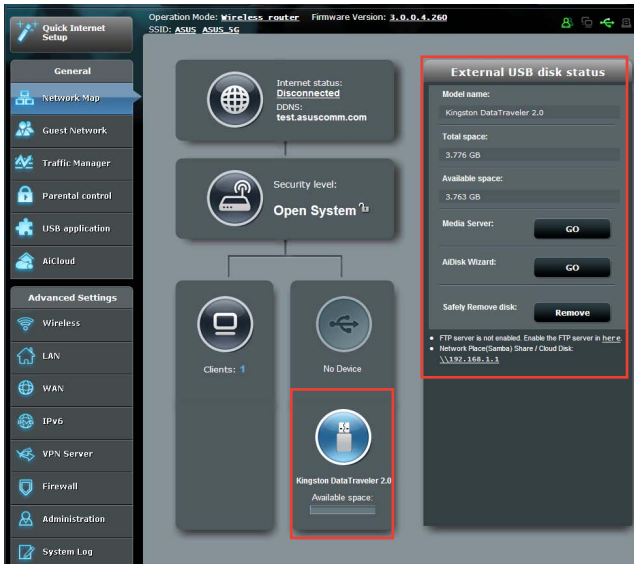 Quick Internet
Setup
Operation Mode: Wireless router Firmware Version: 3.0.0.4.260
SSID: ASUS ASUS_5G
General
Network Map
Guest Network
Traffic Manager
Parental control
USB application
AiCloud
Advanced Settings
Wireless
LAN
WAN
IPv6
VPN Server
Firewall
Administration
System Log
Internet status:
Disconnected
DDNS:
test.asuscomm.com
Security level:
Open System
Clients: 1
No Device
Kingston DataTraveler 2.0
Available space:
External USB disk status
Model name:
Kingston DataTraveler 2.0
Total space:
3.776 GB
Available space:
3.763 GB
Media Server: GO
AiDisk Wizard: GO
Safely Remove disk: Remove
FTP server is not enabled. Enable the FTP server in here.
Network Place(Samba) Share / Cloud Disk:
\\192.168.1.1